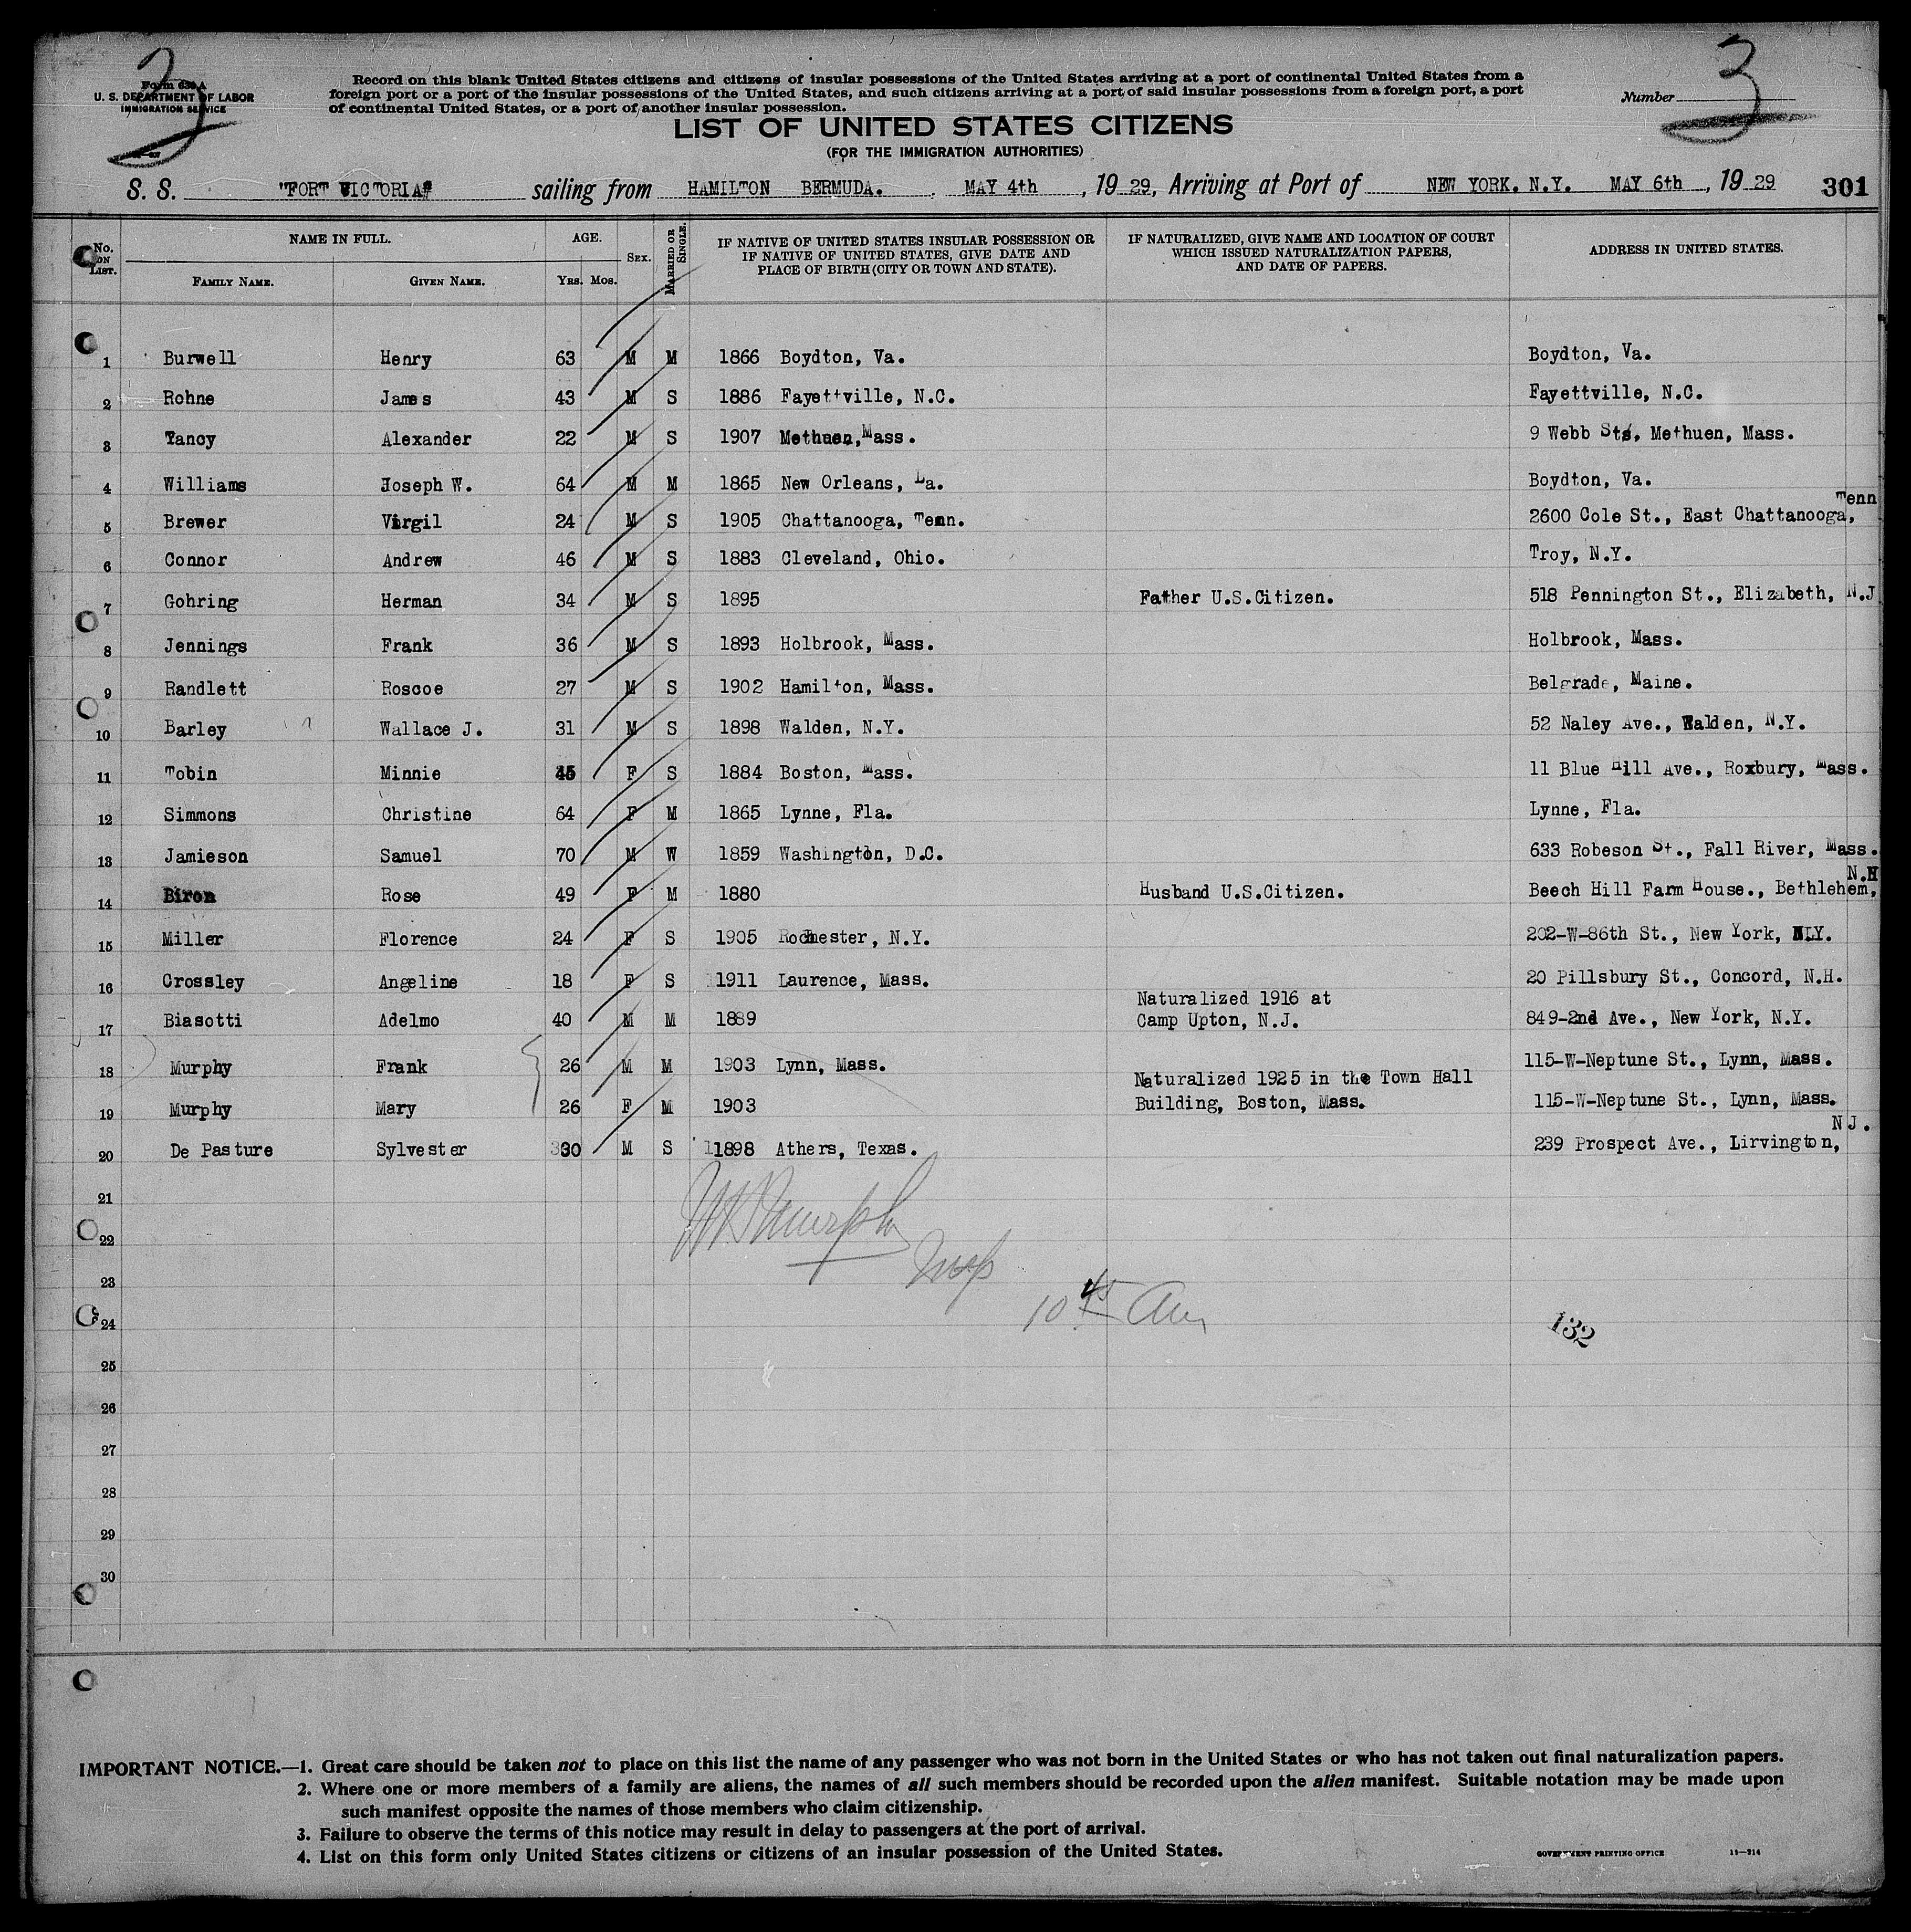 3 3
Form 630 A
U. S. DEPARTMENT OF LABOR
IMMIGRATION SERVICE
Record on this blank United States citizens and citizens of insular possessions of the United States arriving at a port of continental United States from a
foreign port or a port of the insular possessions of the United States, and such citizens arriving at a port of said insular possessions from a foreign port, a port
of continental United States, or a port of another insular possession.
Number
LIST OF UNITED STATES CITIZENS
(FOR THE IMMIGRATION AUTHORITIES)
S. S. "FORT VICTORIA" sailing from HAMILTON BERMUDA. MAY 4th, 19 29, Arriving at Port of NEW YORK. N.Y. MAY 6th, 19 29 301
No. on List. NAME IN FULL. FAMILY NAME. GIVEN NAME. AGE. YRS. MOS. SEX. MARRIED OR SINGLE. IF NATIVE OF UNITED STATES INSULAR POSSESSION OR IF NATIVE OF UNITED STATES, GIVE DATE AND PLACE OF BIRTH (CITY OR TOWN AND STATE). IF NATURALIZED, GIVE NAME AND LOCATION OF COURT WHICH ISSUED NATURALIZATION PAPERS, AND DATE OF PAPERS. ADDRESS IN UNITED STATES.
1 Burwell Henry 63 M M 1866 Boydton, Va. Boydton, Va.
2 Rohne James 43 M S 1886 Fayettville, N.C. Fayettville, N.C.
3 Yancy Alexander 22 M S 1907 Methuen, Mass. 9 Webb Sts, Methuen, Mass.
4 Williams Joseph W. 64 M M 1865 New Orleans, La. Boydton, Va.
5 Brewer Virgil 24 M S 1905 Chattanooga, Tenn. 2600 Cole St., East Chattanooga, Tenn
6 Connor Andrew 46 M S 1883 Cleveland, Ohio. Troy, N.Y.
7 Gohring Herman 34 M S 1895 Father U.S.Citizen. 518 Pennington St., Elizabeth, N.J
8 Jennings Frank 36 M S 1893 Holbrook, Mass. Holbrook, Mass.
9 Randlett Roscoe 27 M S 1902 Hamilton, Mass. Belgrade, Maine.
10 Barley Wallace J. 31 M S 1898 Walden, N.Y. 52 Naley Ave., Walden, N.Y.
11 Tobin Minnie 45 F S 1884 Boston, Mass. 11 Blue Hill Ave., Roxbury, Mass.
12 Simmons Christine 64 F M 1865 Lynne, Fla. Lynne, Fla.
13 Jamieson Samuel 70 M W 1859 Washington, D.C. 633 Robeson St., Fall River, Mass.
14 Biron Rose 49 F M 1880 Husband U.S.Citizen. Beech Hill Farm House., Bethlehem, N.H
15 Miller Florence 24 F S 1905 Rochester, N.Y. 202-W-86th St., New York, N.Y.
16 Crossley Angeline 18 F S 1911 Laurence, Mass. 20 Pillsbury St., Concord, N.H.
17 Biasotti Adelmo 40 M M 1889 Naturalized 1916 at Camp Upton, N.J. 849-2nd Ave., New York, N.Y.
18 Murphy Frank 26 M M 1903 Lynn, Mass. 115-W-Neptune St., Lynn, Mass.
19 Murphy Mary 26 F M 1903 Naturalized 1925 in the Town Hall Building, Boston, Mass. 115-W-Neptune St., Lynn, Mass.
20 De Pasture Sylvester 30 M S 1898 Athers, Texas. 239 Prospect Ave., Lirvington, N J.
21
22
Murphy
Insp
23
10 45 Am
24
132
25
26
27
28
29
30
IMPORTANT NOTICE.—1. Great care should be taken not to place on this list the name of any passenger who was not born in the United States or who has not taken out final naturalization papers.
2. Where one or more members of a family are aliens, the names of all such members should be recorded upon the alien manifest. Suitable notation may be made upon
such manifest opposite the names of those members who claim citizenship.
3. Failure to observe the terms of this notice may result in delay to passengers at the port of arrival.
4. List on this form only United States citizens or citizens of an insular possession of the United States.
GOVERNMENT PRINTING OFFICE